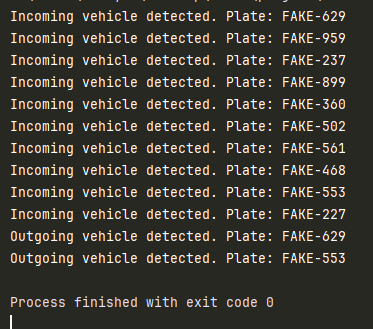 Incoming vehicle detected. Plate: FAKE-629
Incoming vehicle detected. Plate: FAKE-959
Incoming vehicle detected. Plate: FAKE-237
Incoming vehicle detected. Plate: FAKE-899
Incoming vehicle detected. Plate: FAKE-360
Incoming vehicle detected. Plate: FAKE-502
Incoming vehicle detected. Plate: FAKE-561
Incoming vehicle detected. Plate: FAKE-468
Incoming vehicle detected. Plate: FAKE-553
Incoming vehicle detected. Plate: FAKE-227
Outgoing vehicle detected. Plate: FAKE-629
Outgoing vehicle detected. Plate: FAKE-553
Process finished with exit code 0